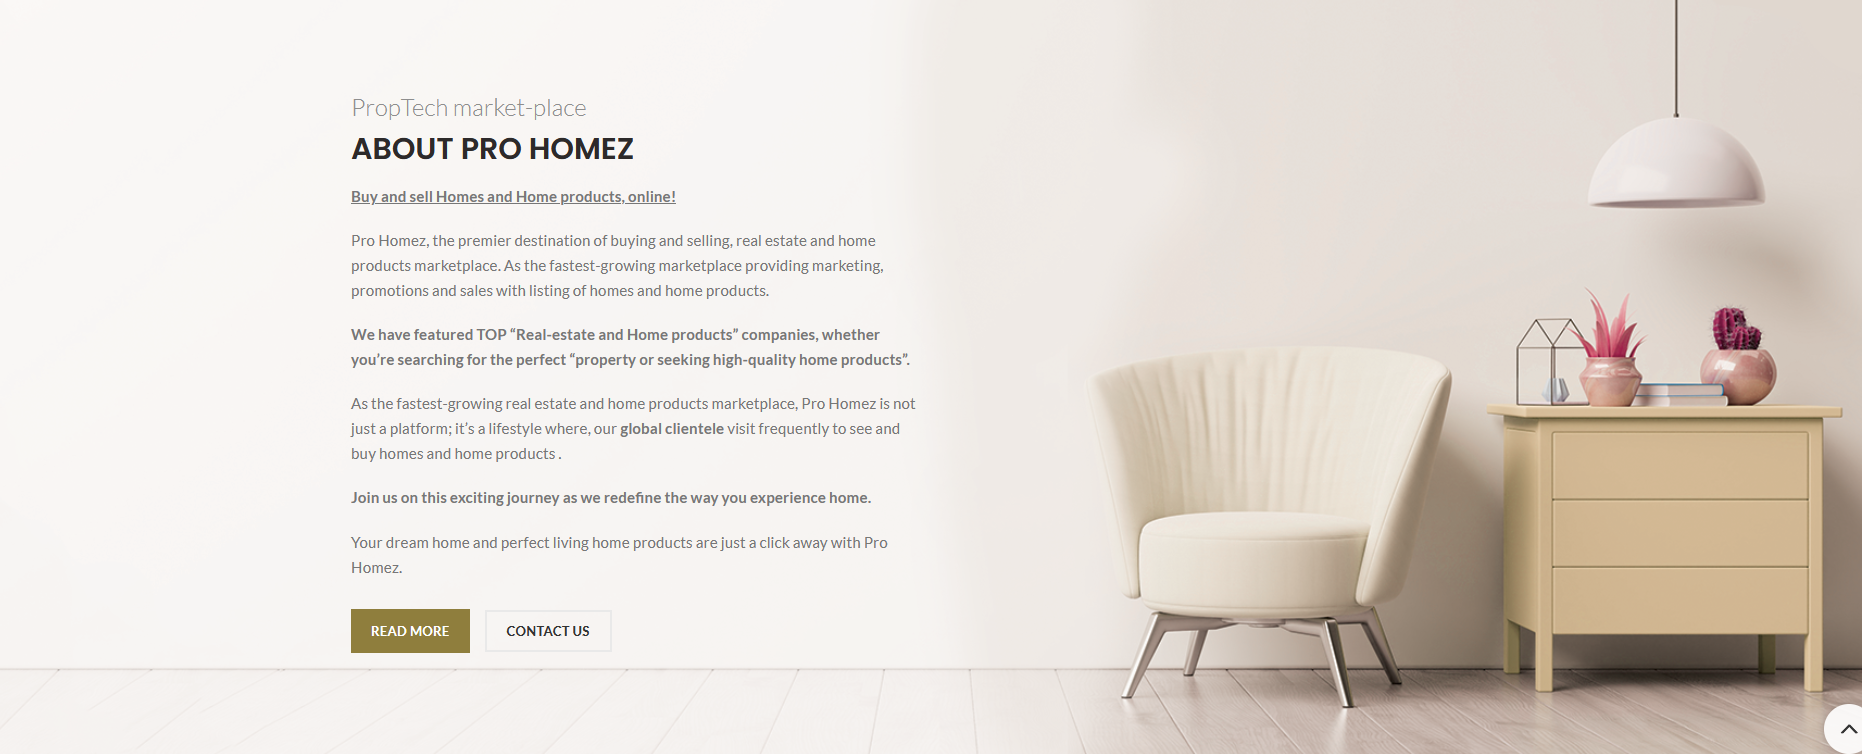 PropTech market-place
ABOUT PRO HOMEZ
Buy and sell Homes and Home products, online!
Pro Homez, the premier destination of buying and selling, real estate and home
products marketplace. As the fastest-growing marketplace providing marketing,
promotions and sales with listing of homes and home products.
We have featured TOP “Real-estate and Home products” companies, whether
you’re searching for the perfect “property or seeking high-quality home products”.
As the fastest-growing real estate and home products marketplace, Pro Homez is not
just a platform; it’s a lifestyle where, our global clientele visit frequently to see and
buy homes and home products .
Join us on this exciting journey as we redefine the way you experience home.
Your dream home and perfect living home products are just a click away with Pro
Homez.
READ MORE
CONTACT US